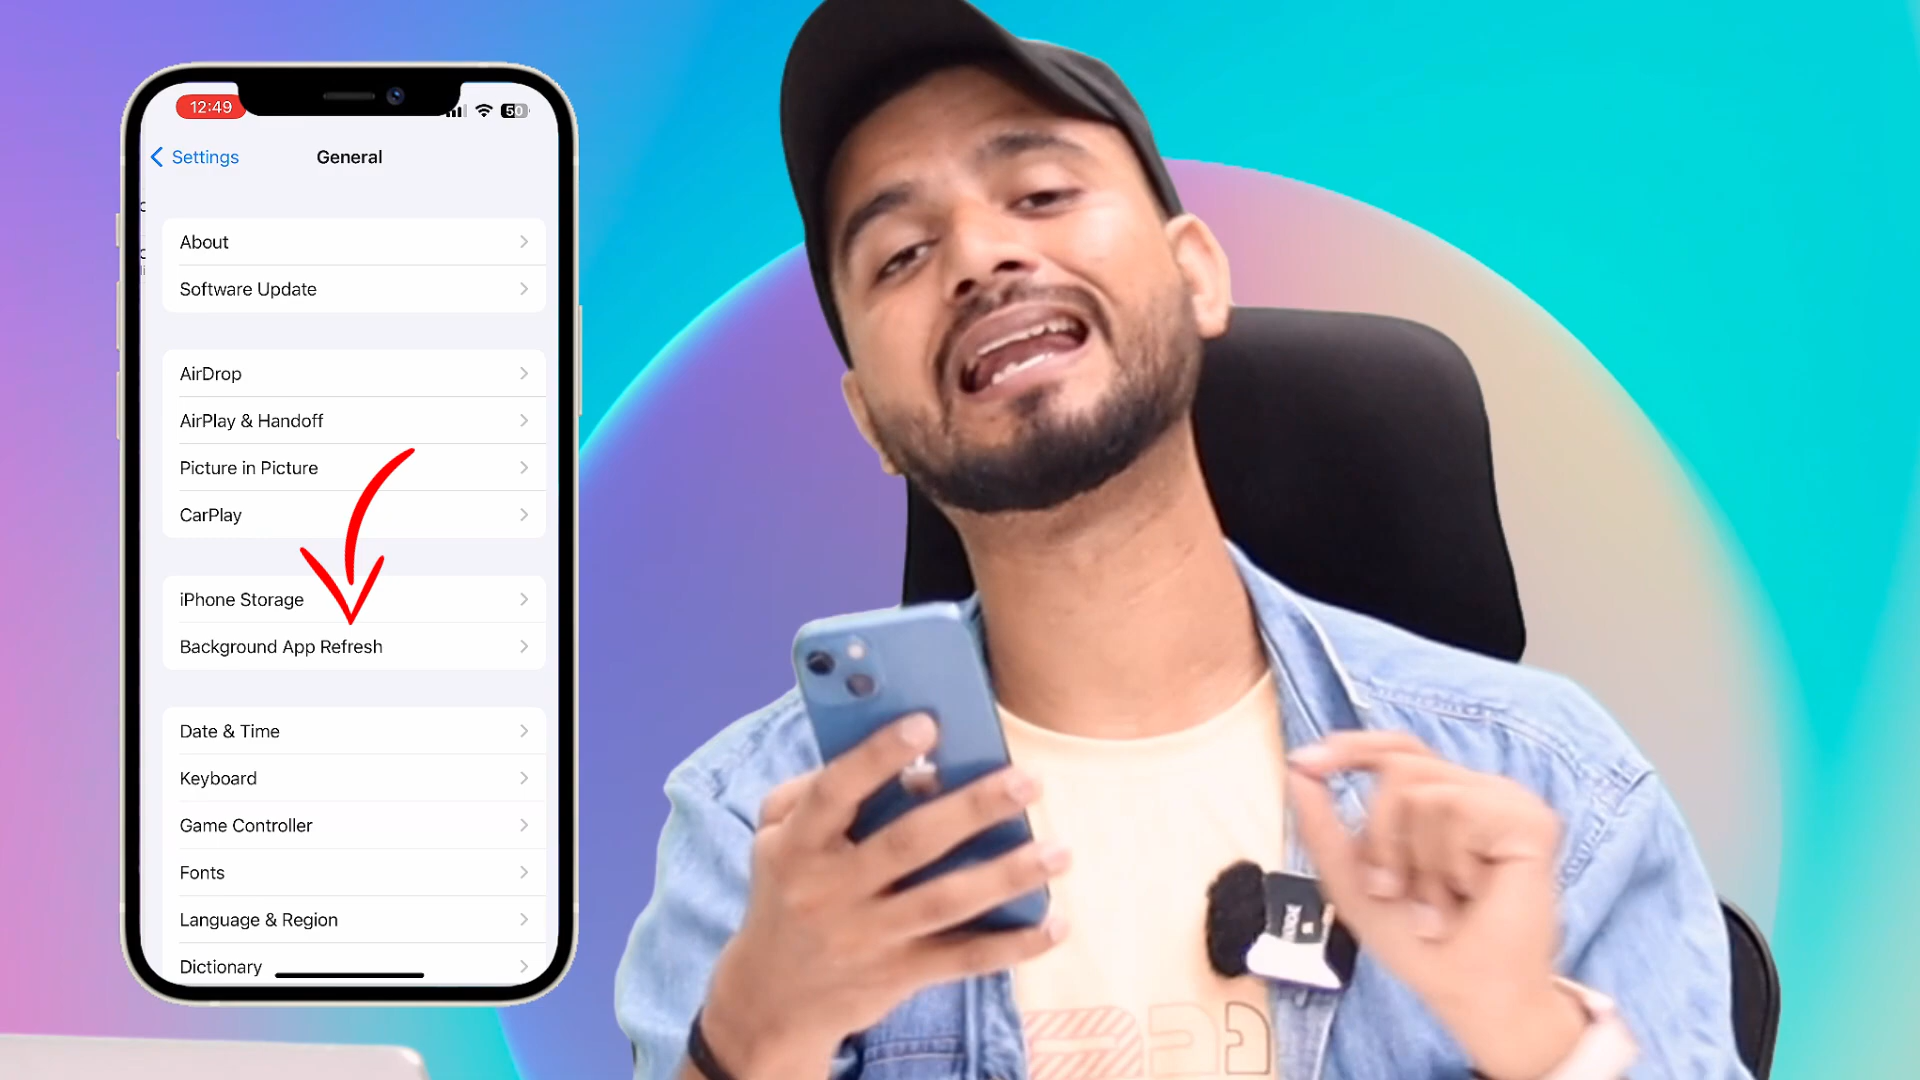 12:49
50
Settings
General
About
Software Update
AirDrop
AirPlay & Handoff
Picture in Picture
CarPlay
iPhone Storage
Background App Refresh
Date & Time
Keyboard
Game Controller
Fonts
Language & Region
Dictionary